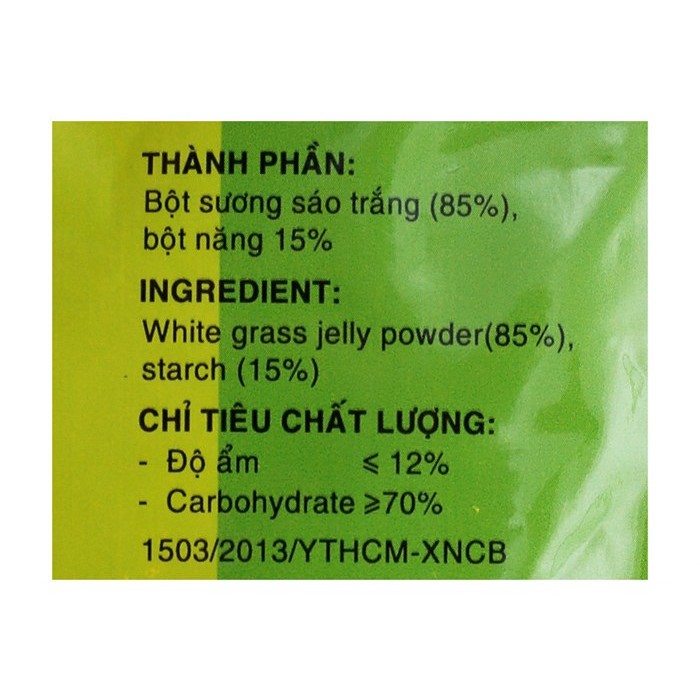 THÀNH PHẦN:
Bột sương sáo trắng (85%),
bột năng 15%
INGREDIENT:
White grass jelly powder(85%),
starch (15%)
CHỈ TIÊU CHẤT LƯỢNG:
- Độ ẩm ⩽ 12%
- Carbohydrate ⩾70%
1503/2013/YTHCM-XNCB